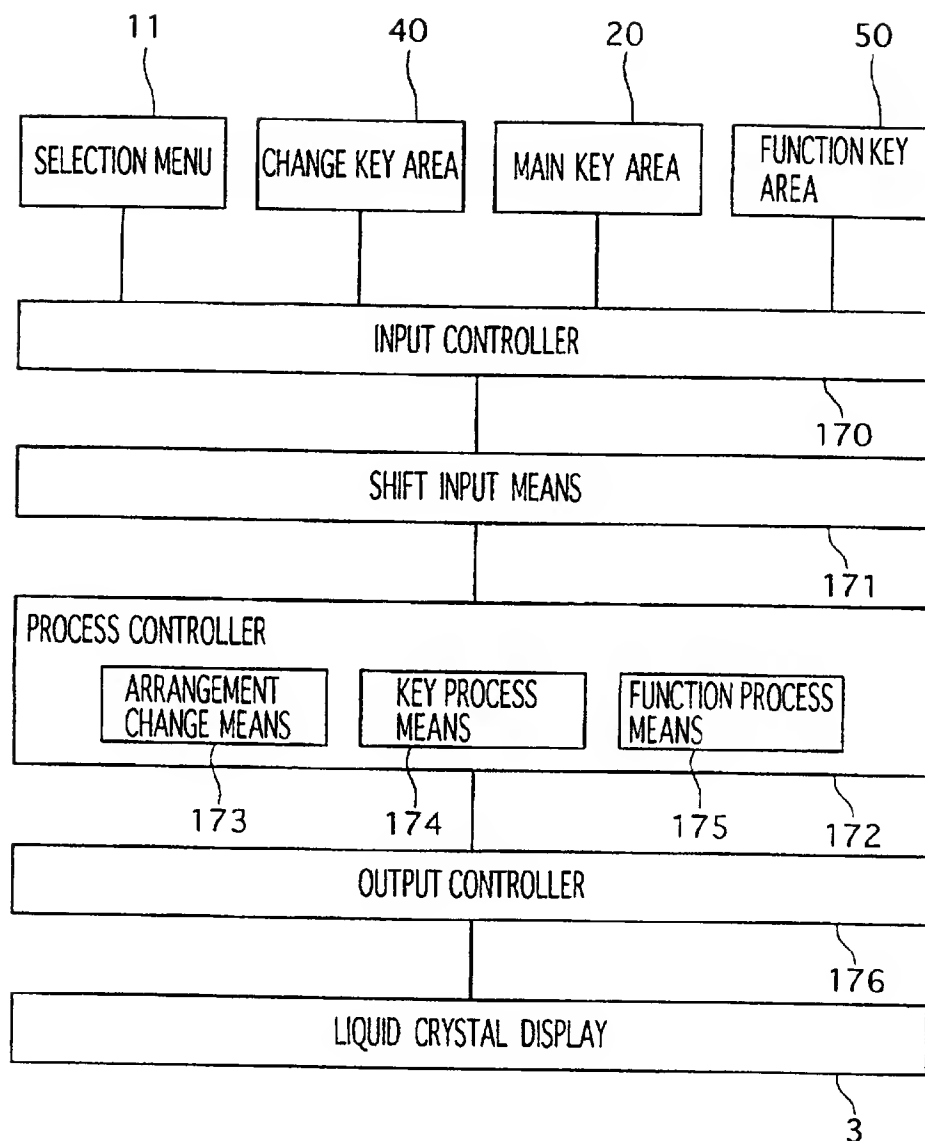 11
40
20
50
SELECTION MENU
CHANGE KEY AREA
MAIN KEY AREA
FUNCTION KEY
AREA
INPUT CONTROLLER
170
SHIFT INPUT MEANS
171
PROCESS CONTROLLER
ARRANGEMENT
CHANGE MEANS
KEY PROCESS
MEANS
FUNCTION PROCESS
MEANS
173
174
175
172
OUTPUT CONTROLLER
176
LIQUID CRYSTAL DISPLAY
3